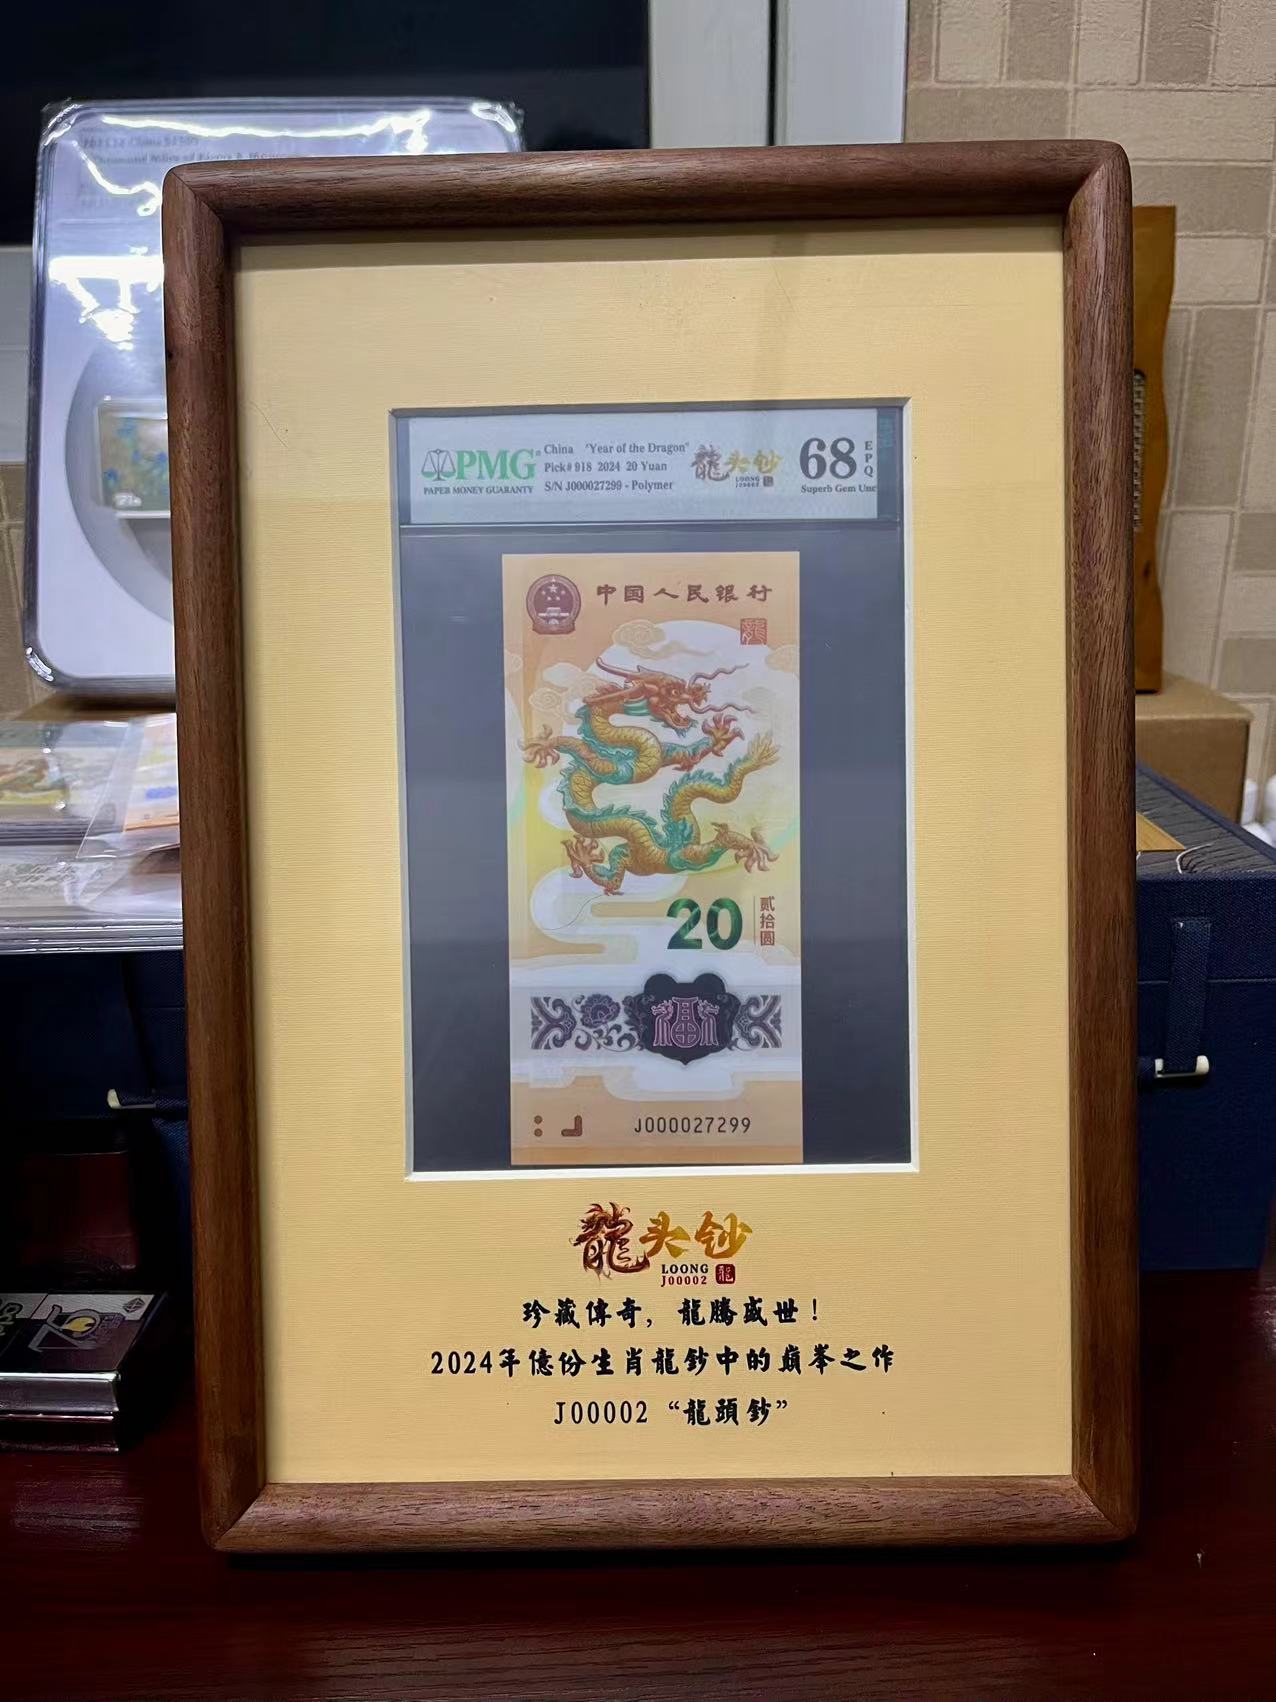 PMG
PAPER MONEY GUARANTY
China "Year of the Dragon"
Pick# 918 2024 20 Yuan
S/N J000027299 - Polymer
龍头钞
LOONG
J00002
68
EPQ
Superb Gem Unc
中国人民银行
龍
20
贰拾圆
福
J000027299
龍头钞
LOONG
J00002
珍藏傳奇，龍騰盛世！
2024年億份生肖龍鈔中的巔峯之作
J00002 “龍頭鈔”